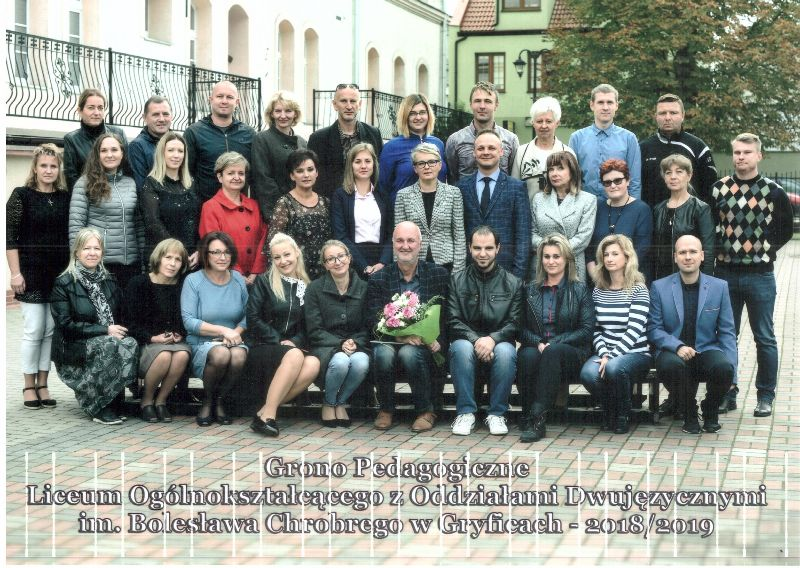 Grono Pedagogiczne
Liceum Ogólnokształcącego z Oddziałami Dwujęzycznymi
im. Bolesława Chrobrego w Gryficach - 2018/2019